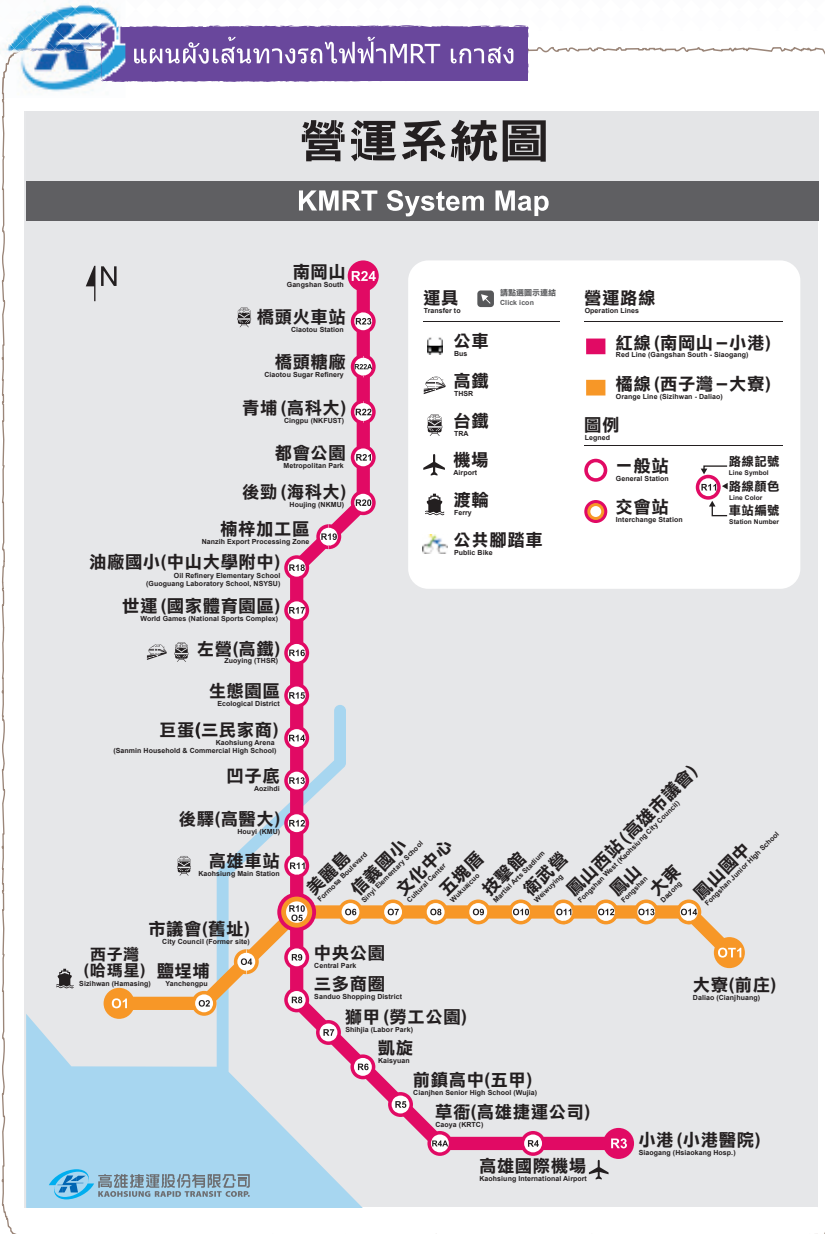 แผนผังเส้นทางรถไฟฟ้าMRT เกาสง
營運系統圖
KMRT System Map
N
南岡山
Gangshan South
R24
橋頭火車站
Ciaotou Station
R23
橋頭糖廠
Ciaotou Sugar Refinery
R22A
青埔(高科大)
Cingpu (NKFUST)
R22
都會公園
Metropolitan Park
R21
後勁(海科大)
Houjing (NKMU)
R20
楠梓加工區
Nanzih Export Processing Zone
R19
油廠國小(中山大學附中)
Oil Refinery Elementary School
(Guoguang Laboratory School, NSYSU)
R18
世運(國家體育園區)
World Games (National Sports Complex)
R17
左營(高鐵)
Zuoying (THSR)
R16
生態園區
Ecological District
R15
巨蛋(三民家商)
Kaohsiung Arena
(Sanmin Household & Commercial High School)
R14
凹子底
Aozihdi
R13
後驛(高醫大)
Houyi (KMU)
R12
高雄車站
Kaohsiung Main Station
R11
運具
Transfer to
請點選圖示連結
Click icon
公車
Bus
高鐵
THSR
台鐵
TRA
機場
Airport
渡輪
Ferry
公共腳踏車
Public Bike
營運路線
Operation Lines
紅線(南岡山－小港)
Red Line (Gangshan South - Siaogang)
橘線(西子灣－大寮)
Orange Line (Sizihwan - Daliao)
圖例
Legned
一般站
General Station
交會站
Interchange Station
R11
路線記號
Line Symbol
路線顏色
Line Color
車站編號
Station Number
美麗島
Formosa Boulevard
R10
O5
信義國小
Sinyi Elementary School
O6
文化中心
Cultural Center
O7
五塊厝
Wukuaicuo
O8
技擊館
Martial Arts Stadium
O9
衛武營
Weiwuying
O10
鳳山西站(高雄市議會)
Fongshan West (Kaohsiung City Council)
O11
鳳山
Fongshan
O12
大東
Dadong
O13
鳳山國中
Fongshan Junior High School
O14
OT1
大寮(前庄)
Daliao (Cianjhuang)
市議會(舊址)
City Council (Former site)
O4
鹽埕埔
Yanchengpu
O2
西子灣
(哈瑪星)
Sizihwan (Hamasing)
O1
R9
中央公園
Central Park
R8
三多商圈
Sanduo Shopping District
R7
獅甲(勞工公園)
Shihjia (Labor Park)
R6
凱旋
Kaisyuan
R5
前鎮高中(五甲)
Cianjhen Senior High School (Wujia)
R4A
草衙(高雄捷運公司)
Caoya (KRTC)
R4
高雄國際機場
Kaohsiung International Airport
R3
小港(小港醫院)
Siaogang (Hsiaokang Hosp.)
高雄捷運股份有限公司
KAOHSIUNG RAPID TRANSIT CORP.